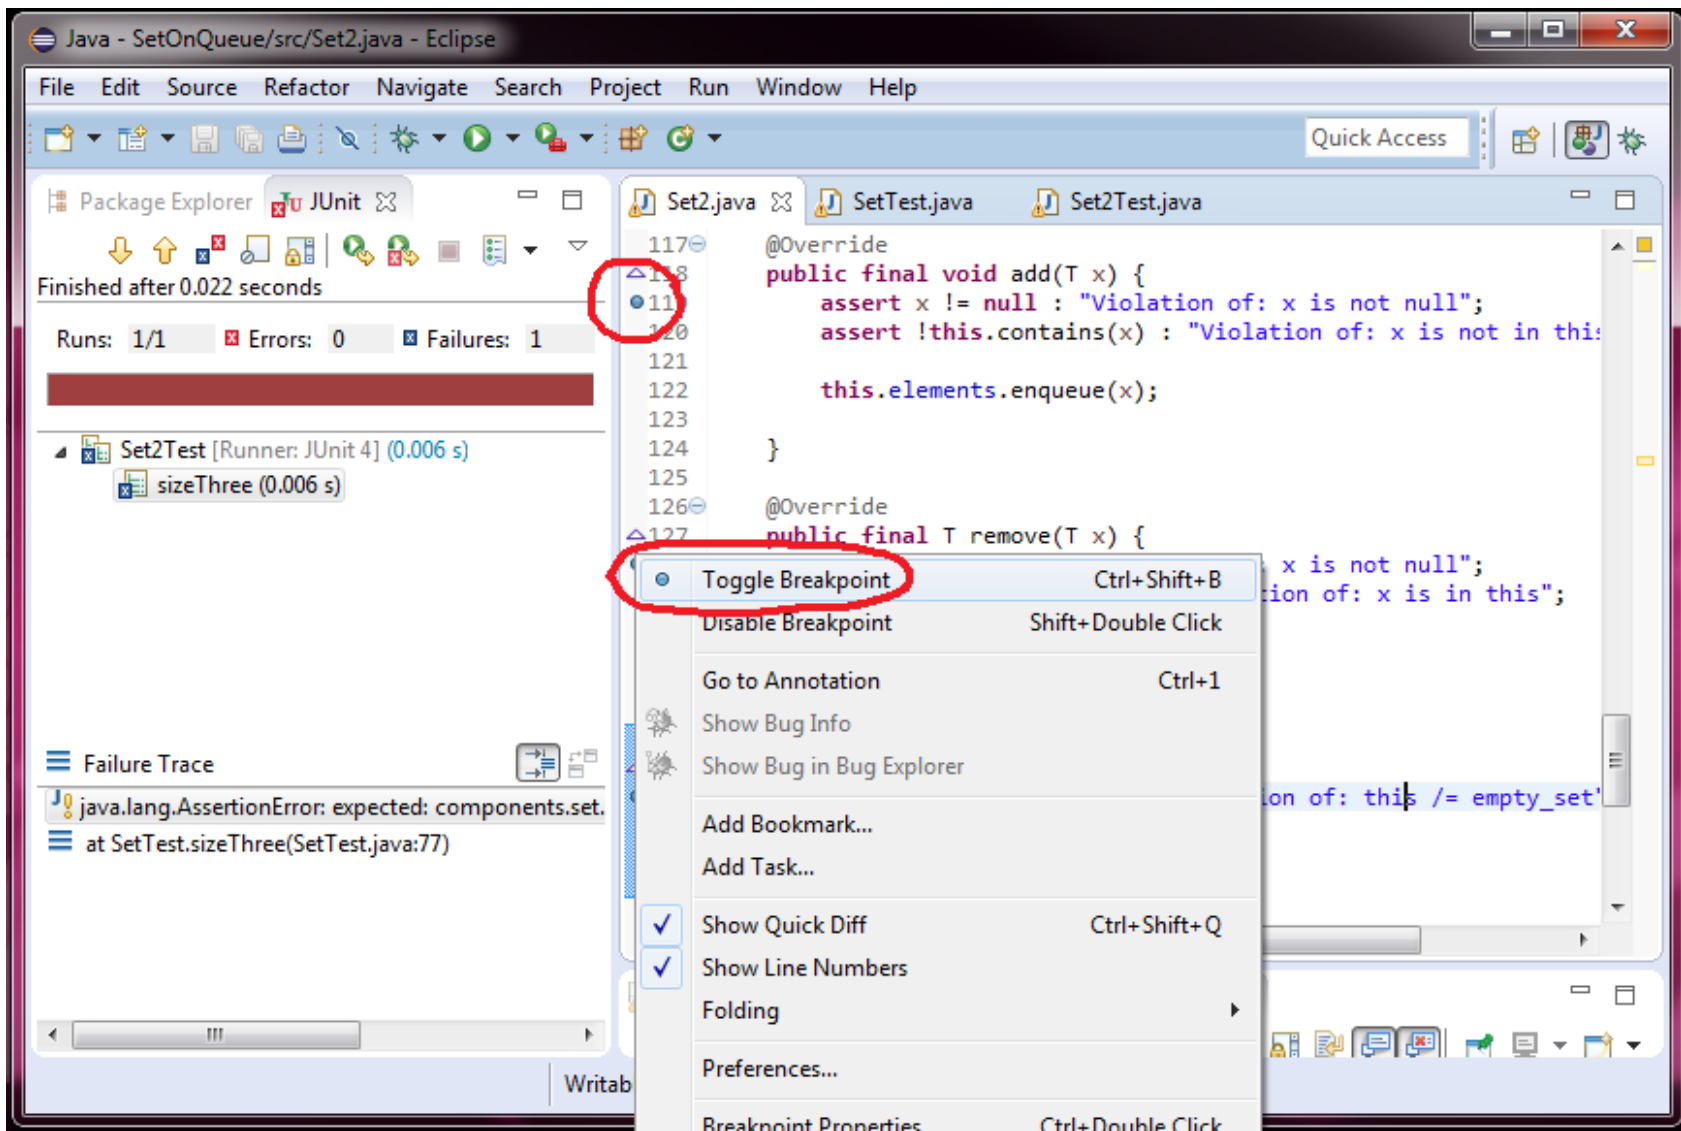 Java - SetOnQueue/src/Set2.java - Eclipse
File Edit Source Refactor Navigate Search Project Run Window Help
Quick Access
Package Explorer JUnit
Finished after 0.022 seconds
Runs: 1/1 Errors: 0 Failures: 1
Set2Test [Runner: JUnit 4] (0.006 s)
sizeThree (0.006 s)
Failure Trace
java.lang.AssertionError: expected: components.set.
at SetTest.sizeThree(SetTest.java:77)
Set2.java SetTest.java Set2Test.java
117 @Override
118 public final void add(T x) {
119 assert x != null : "Violation of: x is not null";
120 assert !this.contains(x) : "Violation of: x is not in this
121
122 this.elements.enqueue(x);
123
124 }
125
126 @Override
127 public final T remove(T x) {
x is not null";
ion of: x is in this";
ion of: this /= empty_set"
Toggle Breakpoint Ctrl+Shift+B
Disable Breakpoint Shift+Double Click
Go to Annotation Ctrl+1
Show Bug Info
Show Bug in Bug Explorer
Add Bookmark...
Add Task...
Show Quick Diff Ctrl+Shift+Q
Show Line Numbers
Folding
Preferences...
Breakpoint Properties Ctrl+Double Click
Writab